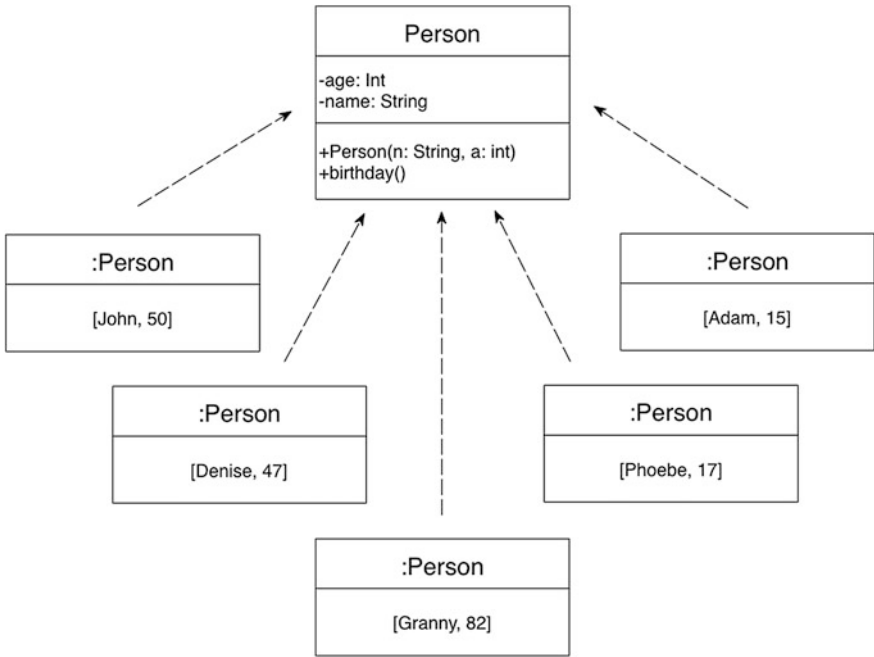 Person
-age: Int
-name: String
+Person(n: String, a: int)
+birthday()
:Person
[John, 50]
:Person
[Adam, 15]
:Person
[Denise, 47]
:Person
[Phoebe, 17]
:Person
[Granny, 82]